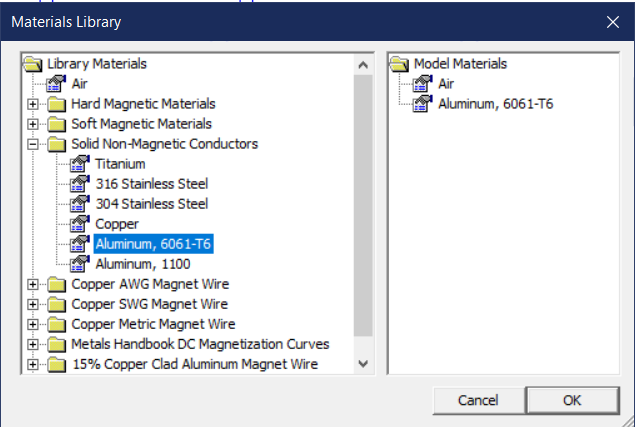 Materials Library
Library Materials
Air
Hard Magnetic Materials
Soft Magnetic Materials
Solid Non-Magnetic Conductors
Titanium
316 Stainless Steel
304 Stainless Steel
Copper
Aluminum, 6061-T6
Aluminum, 1100
Copper AWG Magnet Wire
Copper SWG Magnet Wire
Copper Metric Magnet Wire
Metals Handbook DC Magnetization Curves
15% Copper Clad Aluminum Magnet Wire
Model Materials
Air
Aluminum, 6061-T6
Cancel
OK